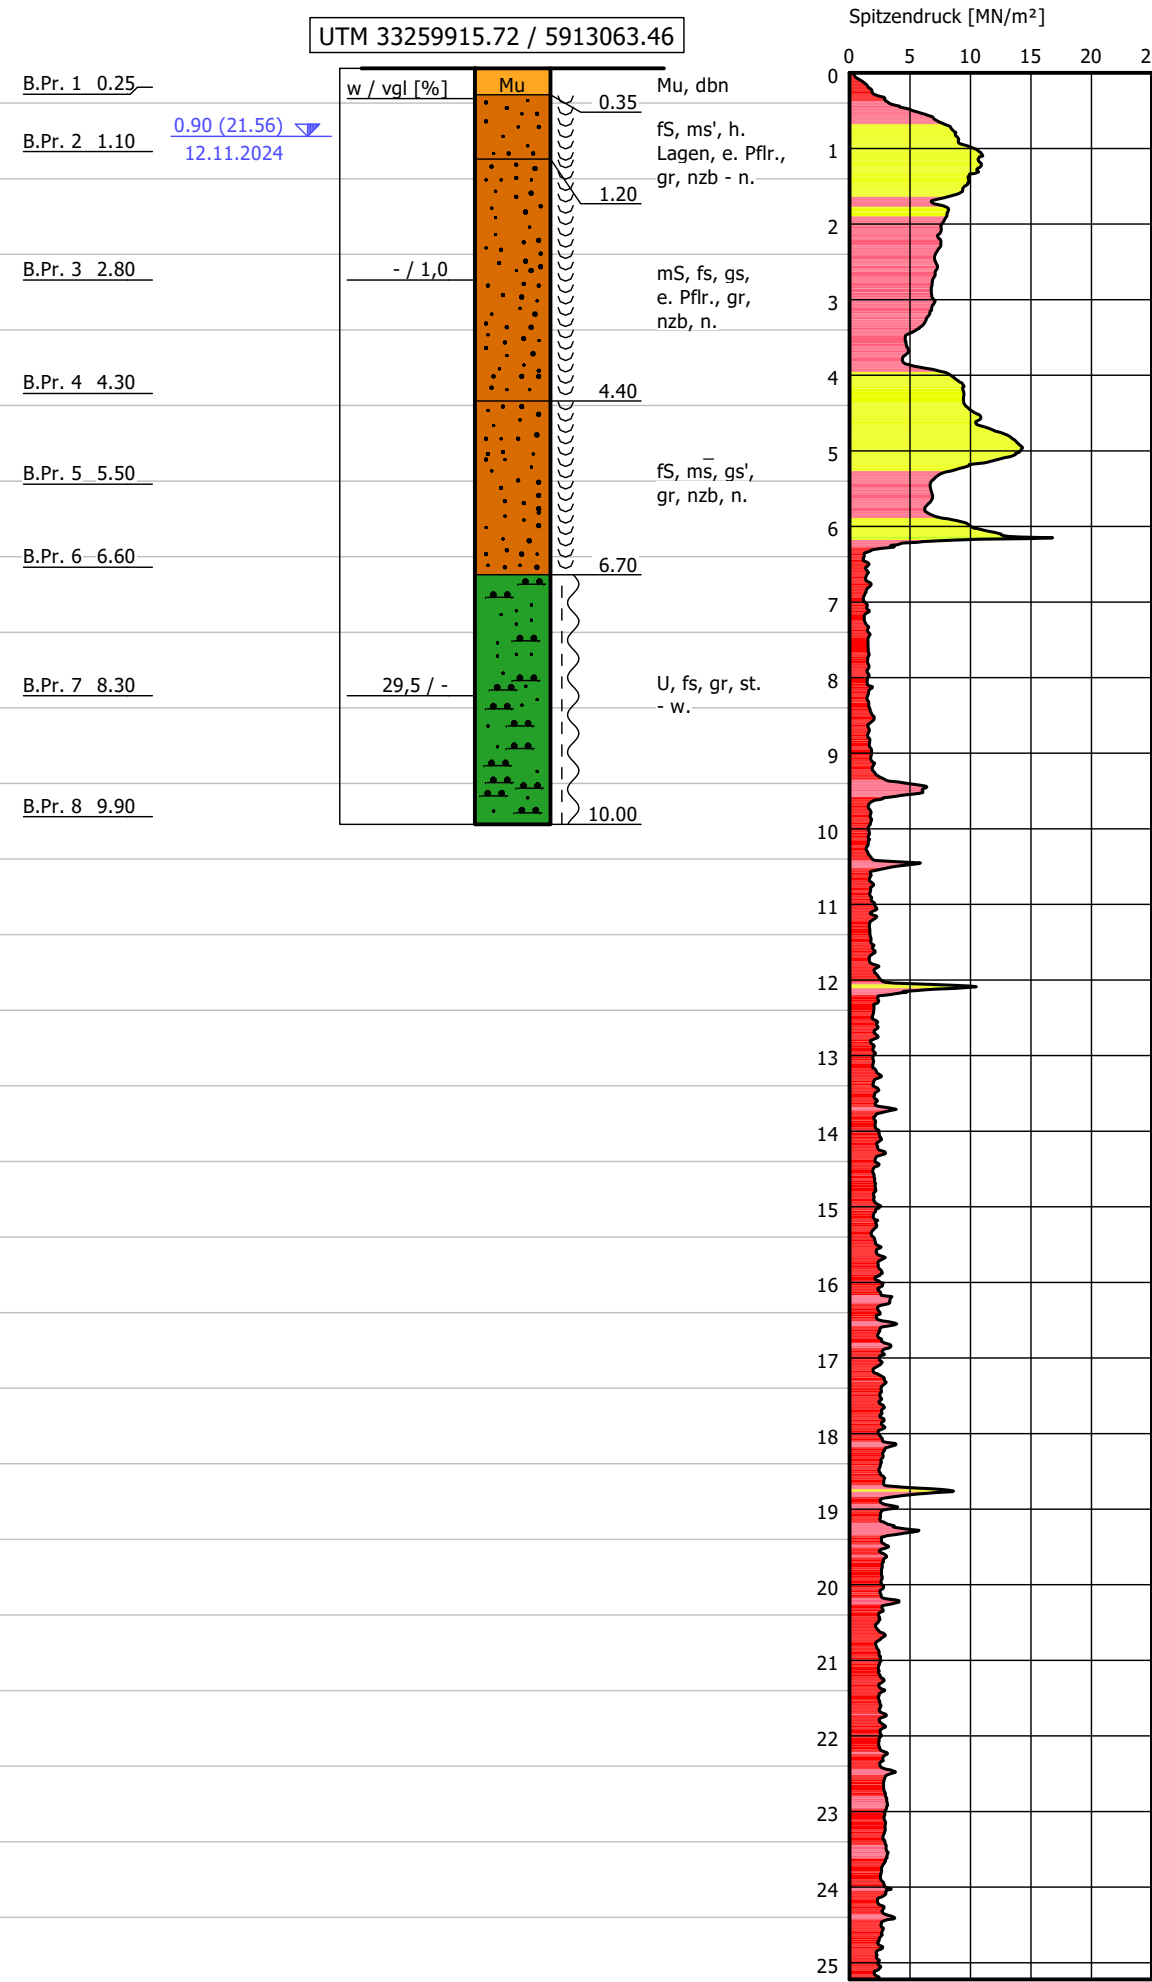 Spitzendruck [MN/m²]
UTM 33259915.72 / 5913063.46
0 5 10 15 20 2
B.Pr. 1 0.25
w / vgl [%]
Mu
Mu, dbn
0.35
0.90 (21.56)
12.11.2024
B.Pr. 2 1.10
fS, ms', h.
Lagen, e. Pflr.,
gr, nzb - n.
1.20
B.Pr. 3 2.80
- / 1,0
mS, fs, gs,
e. Pflr., gr,
nzb, n.
B.Pr. 4 4.30
4.40
B.Pr. 5 5.50
fS, m̅s, gs',
gr, nzb, n.
B.Pr. 6 6.60
6.70
B.Pr. 7 8.30
29,5 / -
U, fs, gr, st.
- w.
B.Pr. 8 9.90
10.00
0
1
2
3
4
5
6
7
8
9
10
11
12
13
14
15
16
17
18
19
20
21
22
23
24
25